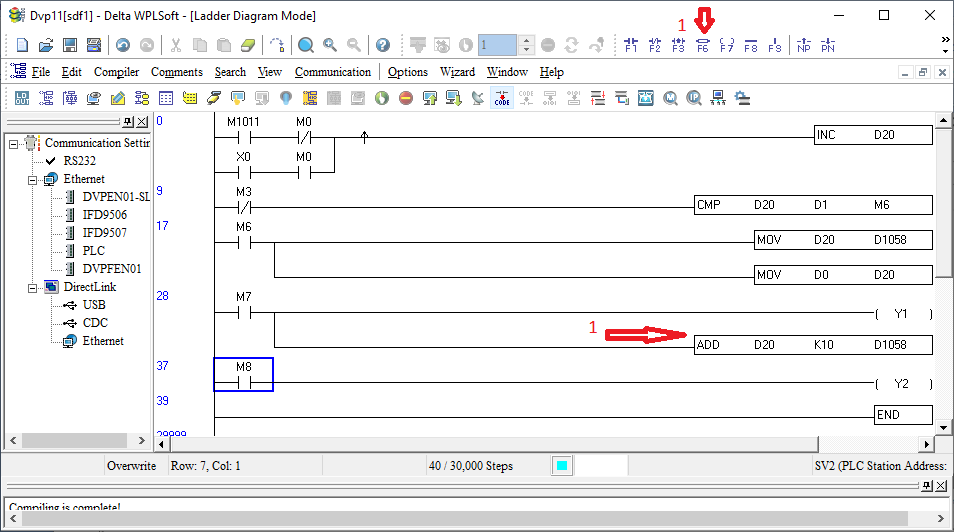 Dvp11[sdf1] - Delta WPLSoft - [Ladder Diagram Mode]
1
1 F1 F2 F3 F6 F7 F8 F9 NP PN
File Edit Compiler Comments Search View Communication Options Wizard Window Help
CODE CODE IP
Communication Settin
RS232
Ethernet
DVPEN01-SL
IFD9506
IFD9507
PLC
DVPFEN01
DirectLink
USB
CDC
Ethernet
0 M1011 M0
INC D20
X0 M0
9 M3
CMP D20 D1 M6
17 M6
MOV D20 D1058
MOV D0 D20
28 M7
( Y1 )
1
ADD D20 K10 D1058
37 M8
( Y2 )
39
END
29999
Overwrite Row: 7, Col: 1 40 / 30,000 Steps SV2 (PLC Station Address:
Compiling is complete!